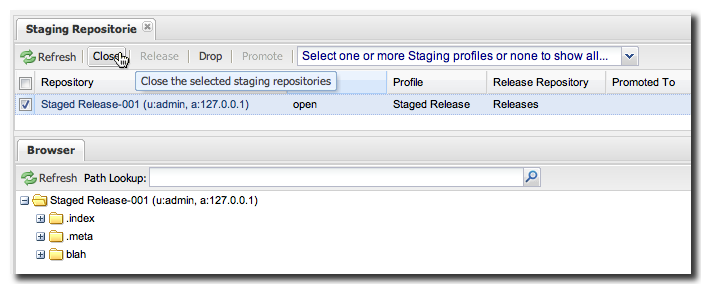 Staging Repositorie
Refresh Close Release Drop Promote Select one or more Staging profiles or none to show all...
Repository Profile Release Repository Promoted To
Close the selected staging repositories
Staged Release-001 (u:admin, a:127.0.0.1) open Staged Release Releases
Browser
Refresh Path Lookup:
Staged Release-001 (u:admin, a:127.0.0.1)
.index
.meta
blah